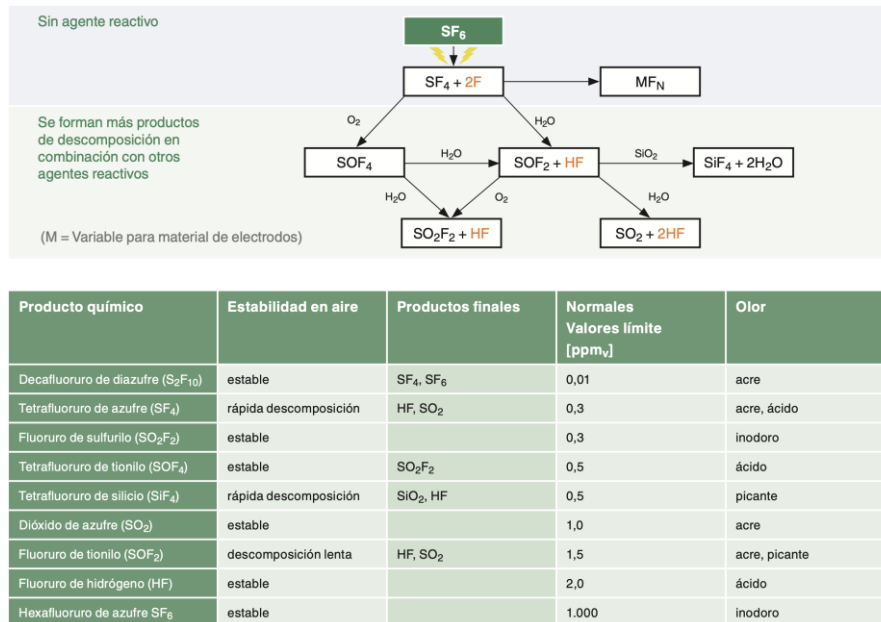 Sin agente reactivo
SF₆
SF₄ + 2F
MF_N
Se forman más productos
de descomposición en
combinación con otros
agentes reactivos
O₂
H₂O
SOF₄
H₂O
SOF₂ + HF
SiO₂
SiF₄ + 2H₂O
H₂O
O₂
H₂O
SO₂F₂ + HF
SO₂ + 2HF
(M = Variable para material de electrodos)
Producto químico Estabilidad en aire Productos finales Normales Valores límite [ppmᵥ] Olor
Decafluoruro de diazufre (S₂F₁₀) estable SF₄, SF₆ 0,01 acre
Tetrafluoruro de azufre (SF₄) rápida descomposición HF, SO₂ 0,3 acre, ácido
Fluoruro de sulfurilo (SO₂F₂) estable 0,3 inodoro
Tetrafluoruro de tionilo (SOF₄) estable SO₂F₂ 0,5 ácido
Tetrafluoruro de silicio (SiF₄) rápida descomposición SiO₂, HF 0,5 picante
Dióxido de azufre (SO₂) estable 1,0 acre
Fluoruro de tionilo (SOF₂) descomposición lenta HF, SO₂ 1,5 acre, picante
Fluoruro de hidrógeno (HF) estable 2,0 ácido
Hexafluoruro de azufre SF₆ estable 1.000 inodoro